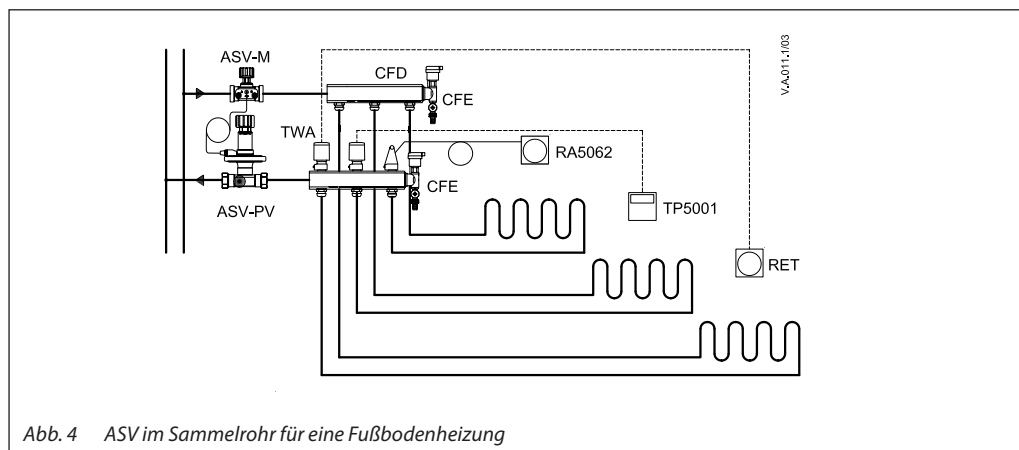 ASV-M
CFD
CFE
V.A.011.1/03
TWA
RA5062
CFE
ASV-PV
TP5001
RET
Abb. 4 ASV im Sammelrohr für eine Fußbodenheizung